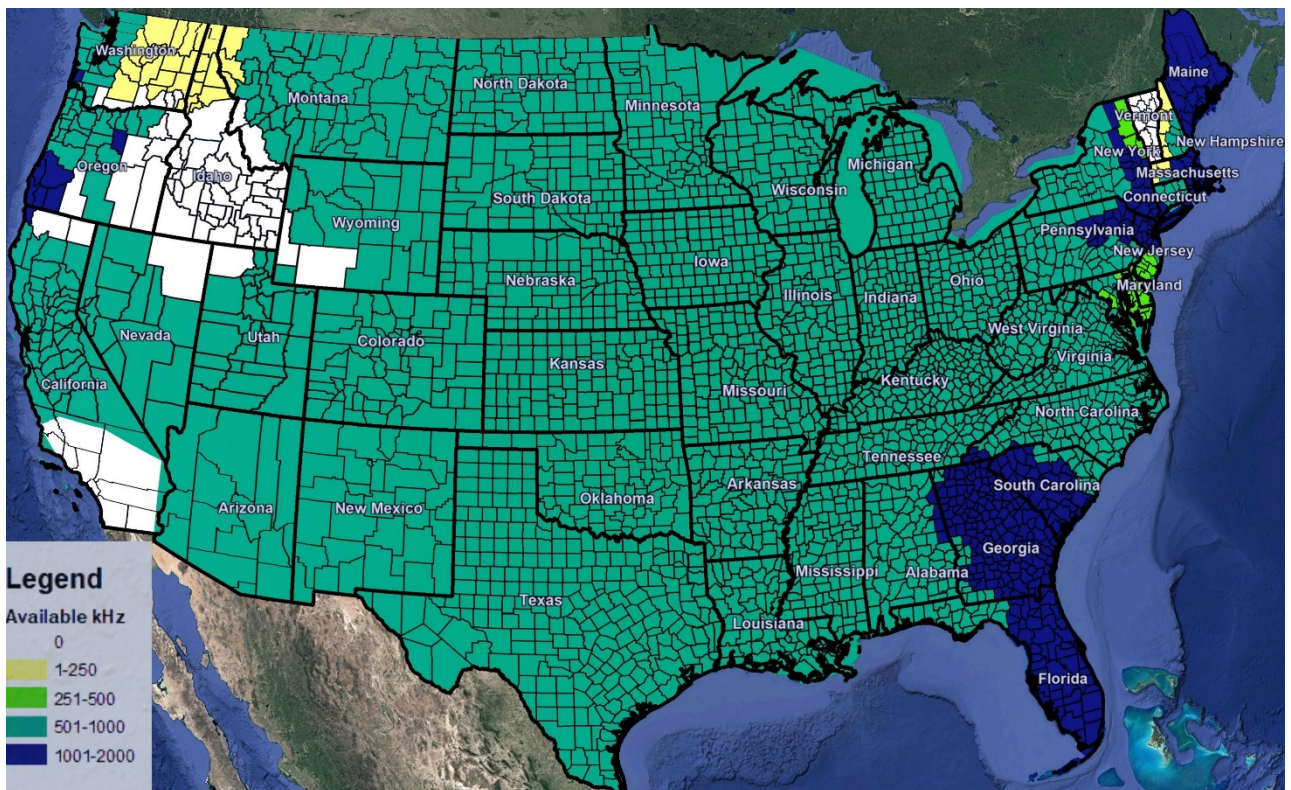 Washington
Montana
North Dakota
Minnesota
Maine
Vermont
New York
New Hampshire
Oregon
Idaho
Wyoming
South Dakota
Wisconsin
Michigan
Massachusetts
Connecticut
Pennsylvania
New Jersey
Maryland
Nebraska
Iowa
Illinois
Indiana
Ohio
West Virginia
Virginia
Nevada
Utah
Colorado
Kansas
Missouri
Kentucky
California
North Carolina
Tennessee
South Carolina
Arizona
New Mexico
Oklahoma
Arkansas
Georgia
Mississippi
Alabama
Texas
Louisiana
Florida
Legend
Available kHz
0
1-250
251-500
501-1000
1001-2000